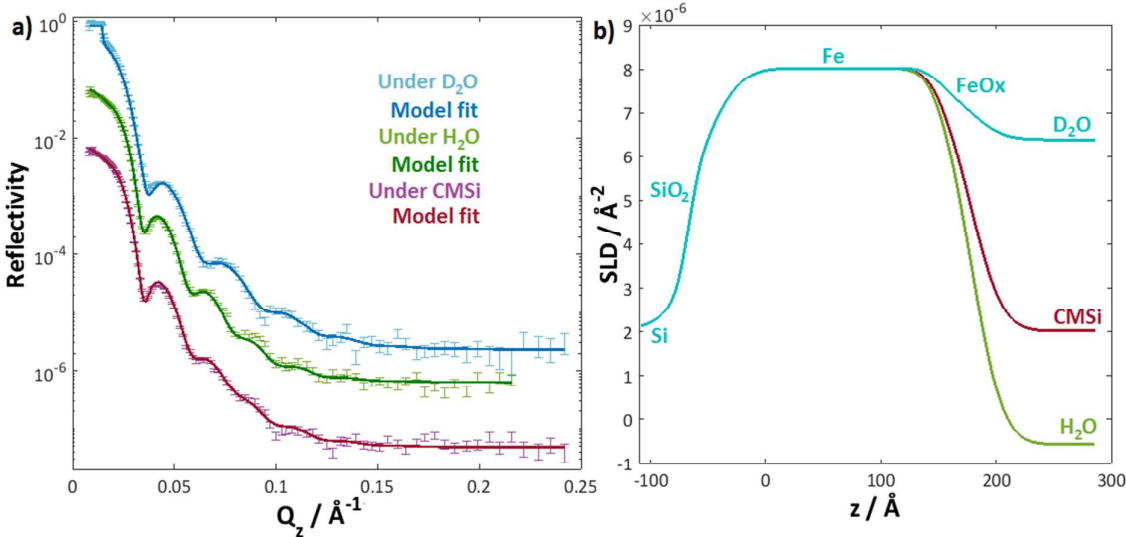 a)
Reflectivity
10⁰
10⁻²
10⁻⁴
10⁻⁶
Under D₂O
Model fit
Under H₂O
Model fit
Under CMSi
Model fit
0 0.05 0.1 0.15 0.2 0.25
Q_z / Å⁻¹
b)
×10⁻⁶
SLD / Å⁻²
9
8
7
6
5
4
3
2
1
0
-1
Fe
FeOx
D₂O
SiO₂
Si
CMSi
H₂O
-100 0 100 200 300
z / Å